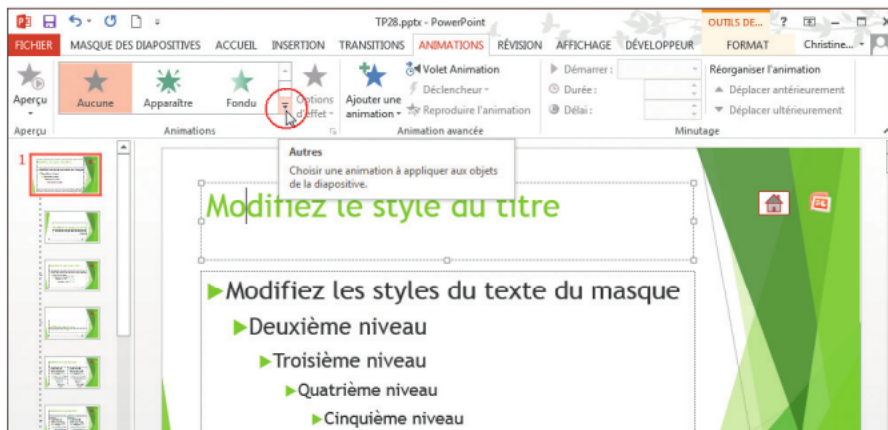 TP28.pptx - PowerPoint
OUTILS DE...
?
FICHIER MASQUE DES DIAPOSITIVES ACCUEIL INSERTION TRANSITIONS ANIMATIONS RÉVISION AFFICHAGE DÉVELOPPEUR FORMAT Christine...
Aperçu
Aucune Apparaître Fondu
Options d'effet
Ajouter une animation
Volet Animation
Déclencheur
Reproduire l'animation
Démarrer :
Durée :
Délai :
Réorganiser l'animation
Déplacer antérieurement
Déplacer ultérieurement
Aperçu Animations Animation avancée Minutage
Autres
Choisir une animation à appliquer aux objets
de la diapositive.
1
Modifiez le style du titre
Modifiez les styles du texte du masque
Deuxième niveau
Troisième niveau
Quatrième niveau
Cinquième niveau